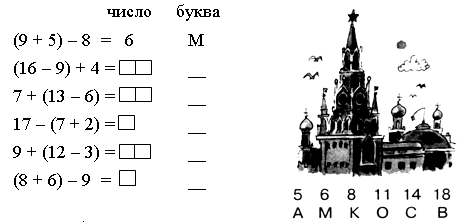 число буква
(9 + 5) – 8 = 6 М
(16 – 9) + 4 =
7 + (13 – 6) =
17 – (7 + 2) =
9 + (12 – 3) =
(8 + 6) – 9 =
5 6 8 11 14 18
А М К О С В